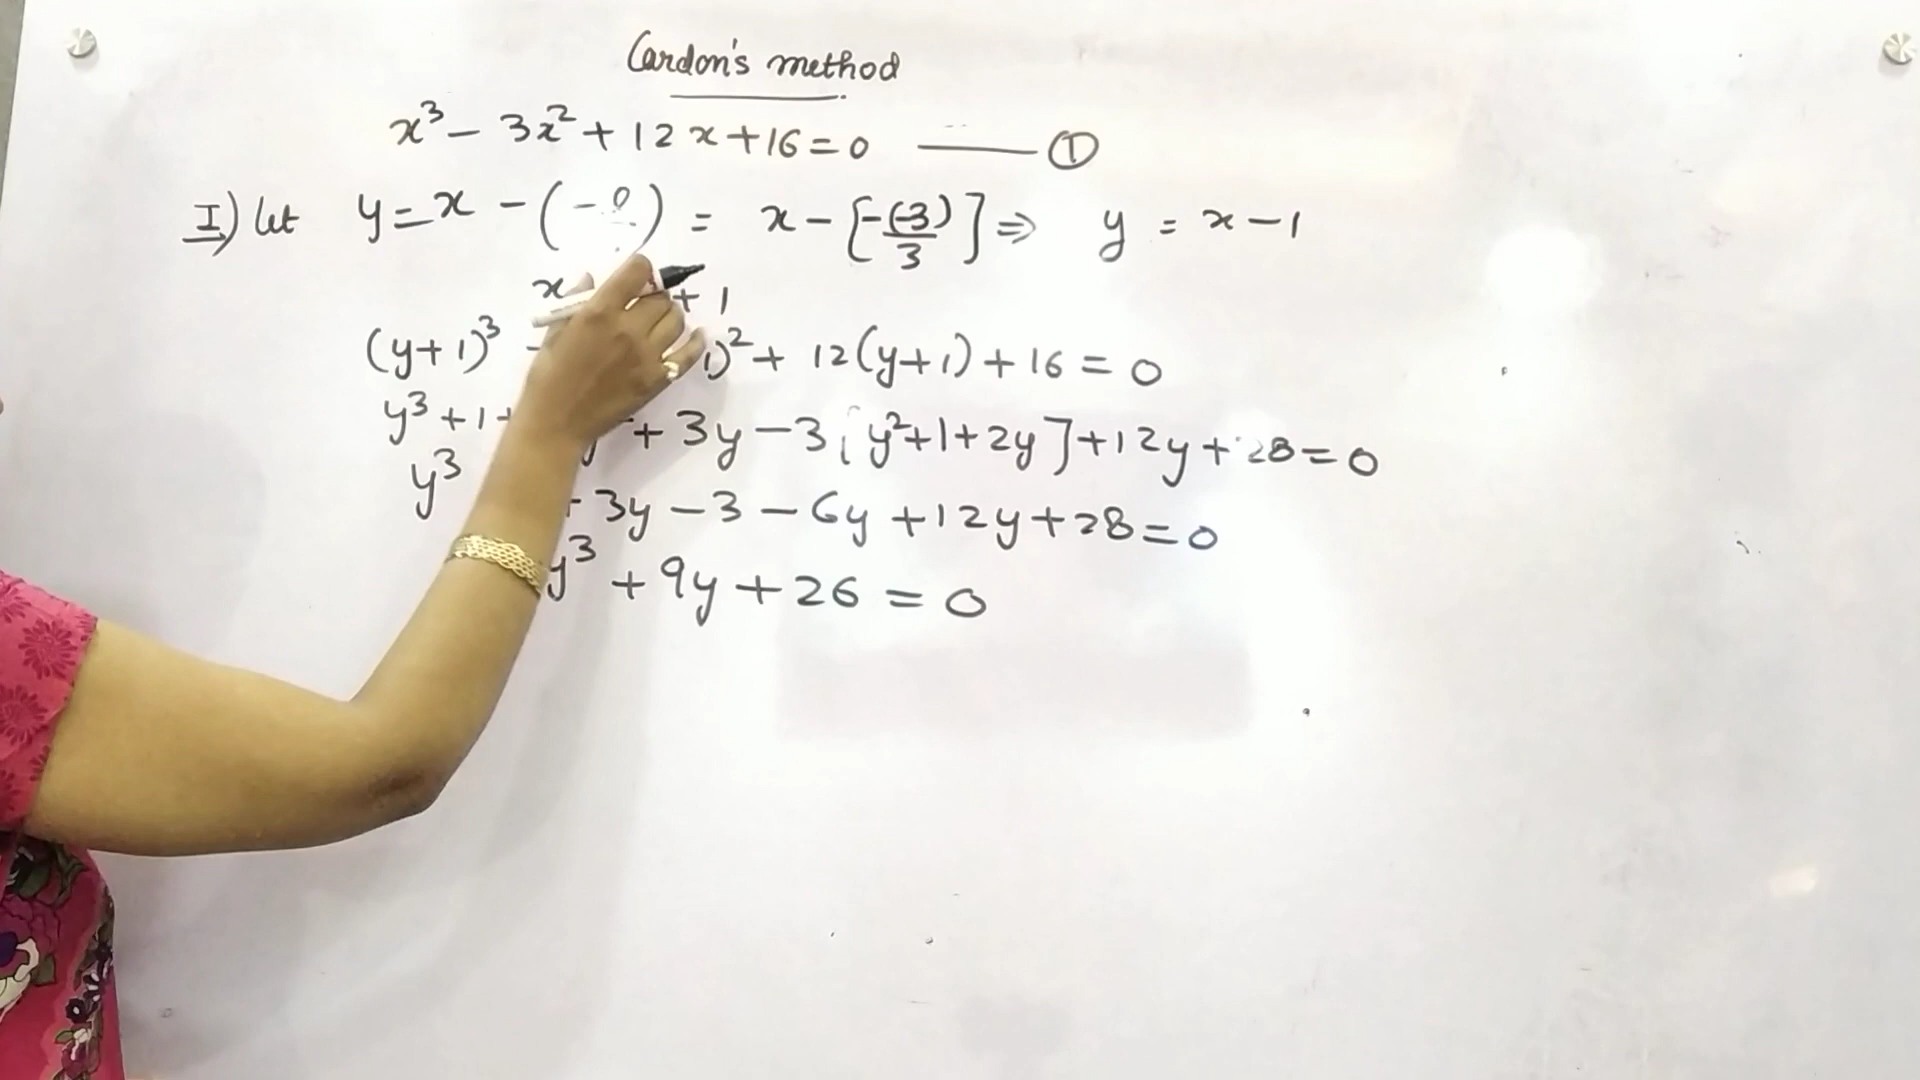 Cardon's method
x³ − 3x² + 12x + 16 = 0 —— ①
I) let y = x − (−) = x − [−(−3)/3] ⇒ y = x − 1
x + 1
(y+1)³ − 1)² + 12(y+1) + 16 = 0
y³ + 1 + + 3y − 3[y² + 1 + 2y] + 12y + 28 = 0
y³ + 3y − 3 − 6y + 12y + 28 = 0
y³ + 9y + 26 = 0